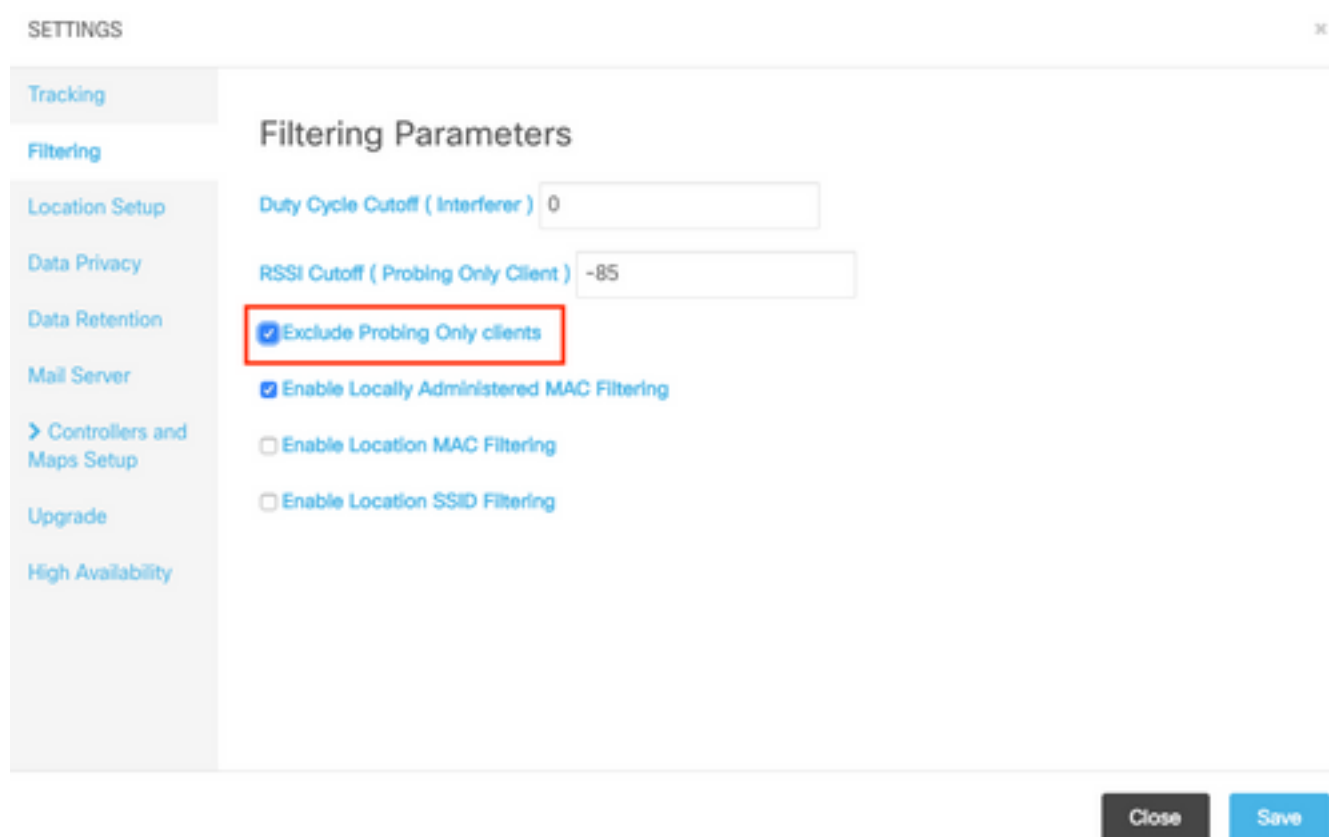 SETTINGS
Tracking
Filtering
Location Setup
Data Privacy
Data Retention
Mail Server
Controllers and
Maps Setup
Upgrade
High Availability
Filtering Parameters
Duty Cycle Cutoff ( Interferer ) 0
RSSI Cutoff ( Probing Only Client ) -85
Exclude Probing Only clients
Enable Locally Administered MAC Filtering
Enable Location MAC Filtering
Enable Location SSID Filtering
Close
Save